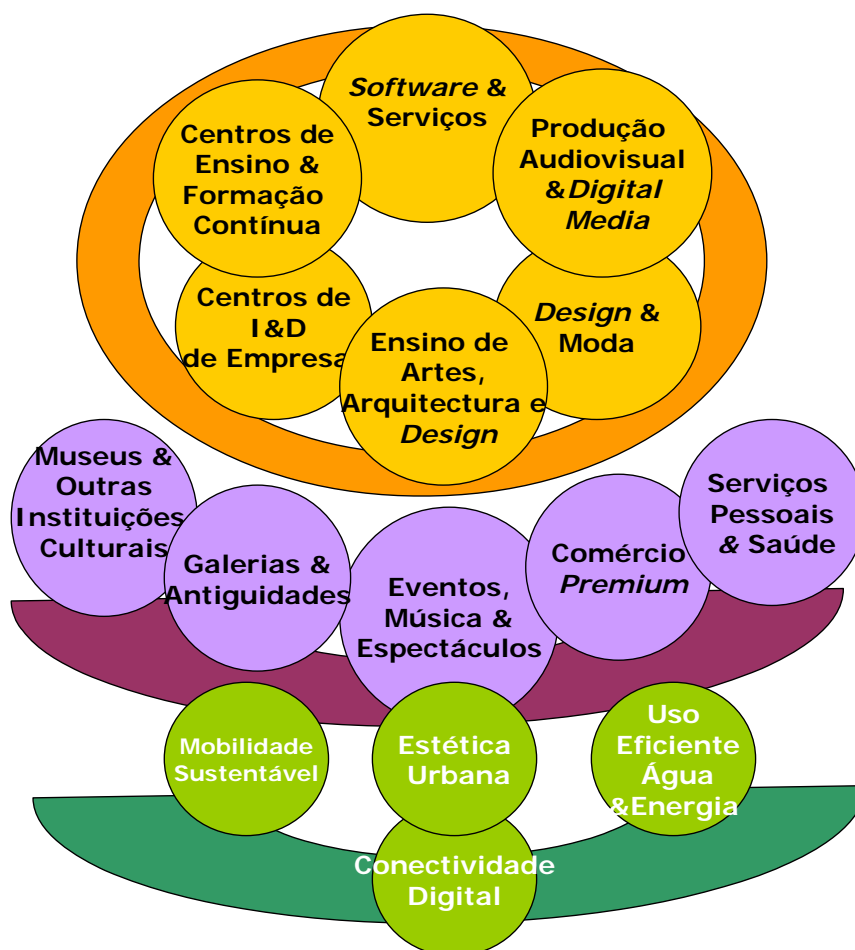 Software &
Serviços
Centros de
Ensino &
Formação
Contínua
Produção
Audiovisual
&Digital
Media
Centros de
I&D
de Empresa
Ensino de
Artes,
Arquitectura e
Design
Design &
Moda
Museus &
Outras
Instituições
Culturais
Galerias &
Antiguidades
Eventos,
Música &
Espectáculos
Comércio
Premium
Serviços
Pessoais
& Saúde
Mobilidade
Sustentável
Estética
Urbana
Uso
Eficiente
Água
&Energia
Conectividade
Digital